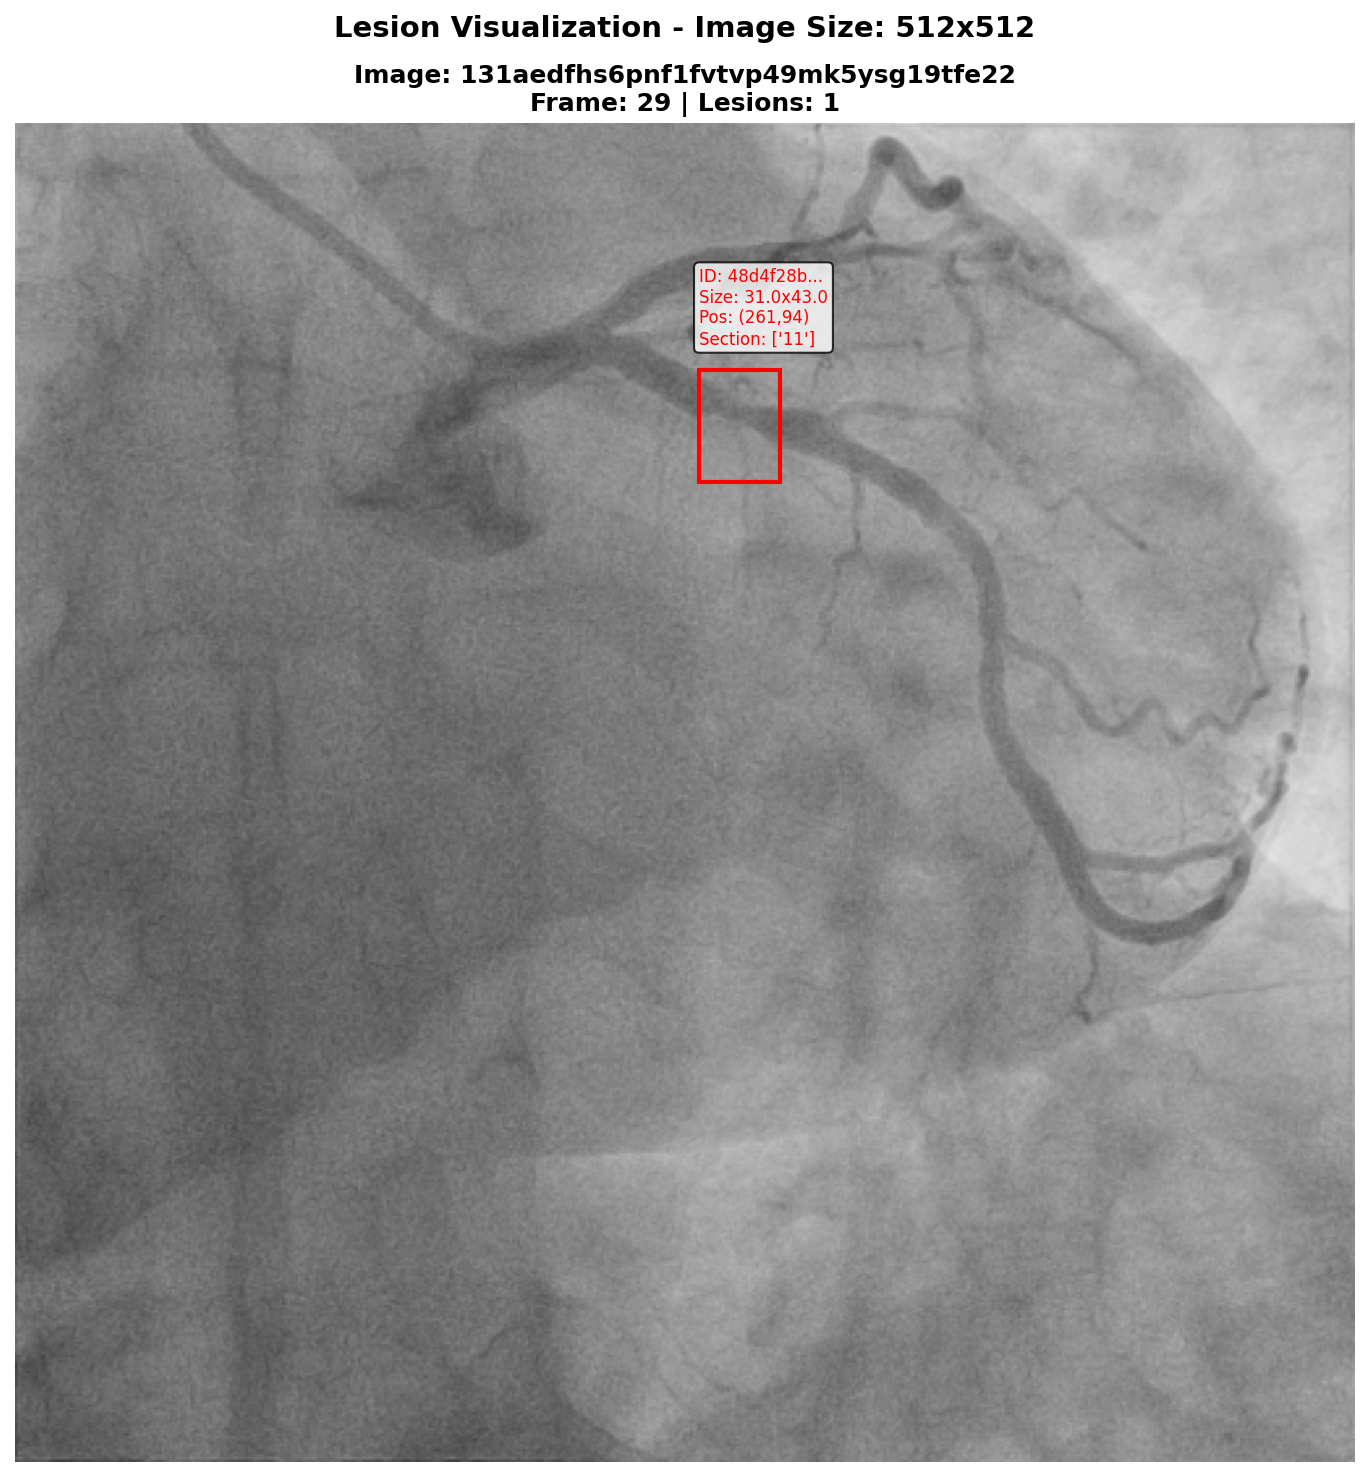 Lesion Visualization - Image Size: 512x512
Image: 131aedfhs6pnf1fvtvp49mk5ysg19tfe22
Frame: 29 | Lesions: 1
ID: 48d4f28b...
Size: 31.0x43.0
Pos: (261,94)
Section: ['11']